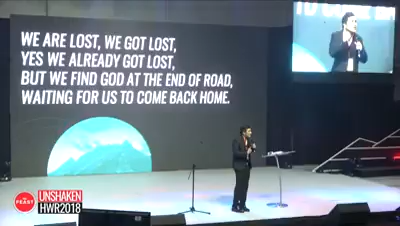 WE ARE LOST, WE GOT LOST,
YES WE ALREADY GOT LOST,
BUT WE FIND GOD AT THE END OF ROAD,
WAITING FOR US TO COME BACK HOME.
FEAST
UNSHAKEN
HWR2018